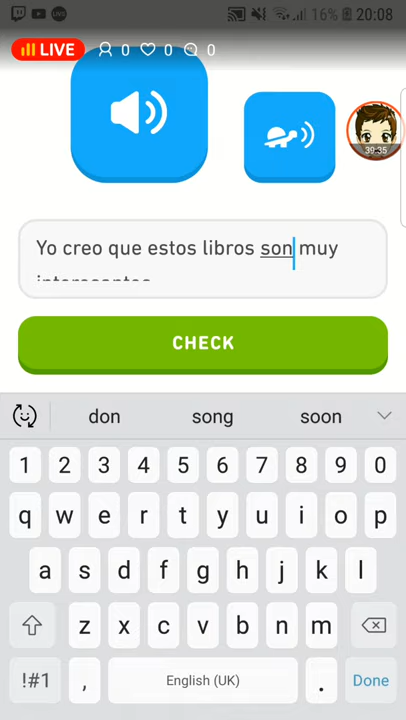 16% 20:08
LIVE 0 0 0
39:35
Yo creo que estos libros son muy
interesantes
CHECK
don song soon
1 2 3 4 5 6 7 8 9 0
q w e r t y u i o p
a s d f g h j k l
z x c v b n m
!#1 , English (UK) . Done